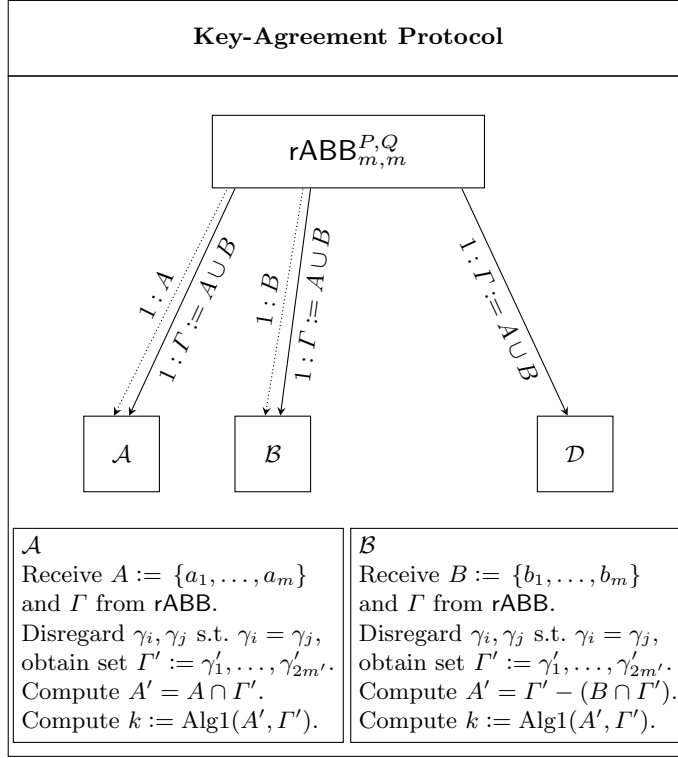 Key-Agreement Protocol
rABB^{P,Q}_{m,m}
1 : A
1 : Γ := A ∪ B
1 : B
1 : Γ := A ∪ B
1 : Γ := A ∪ B
𝒜
ℬ
𝒟
𝒜
Receive A := {a_1, . . . , a_m}
and Γ from rABB.
Disregard γ_i, γ_j s.t. γ_i = γ_j,
obtain set Γ′ := γ′_1, . . . , γ′_{2m′}.
Compute A′ = A ∩ Γ′.
Compute k := Alg1(A′, Γ′).
ℬ
Receive B := {b_1, . . . , b_m}
and Γ from rABB.
Disregard γ_i, γ_j s.t. γ_i = γ_j,
obtain set Γ′ := γ′_1, . . . , γ′_{2m′}.
Compute A′ = Γ′ − (B ∩ Γ′).
Compute k := Alg1(A′, Γ′).